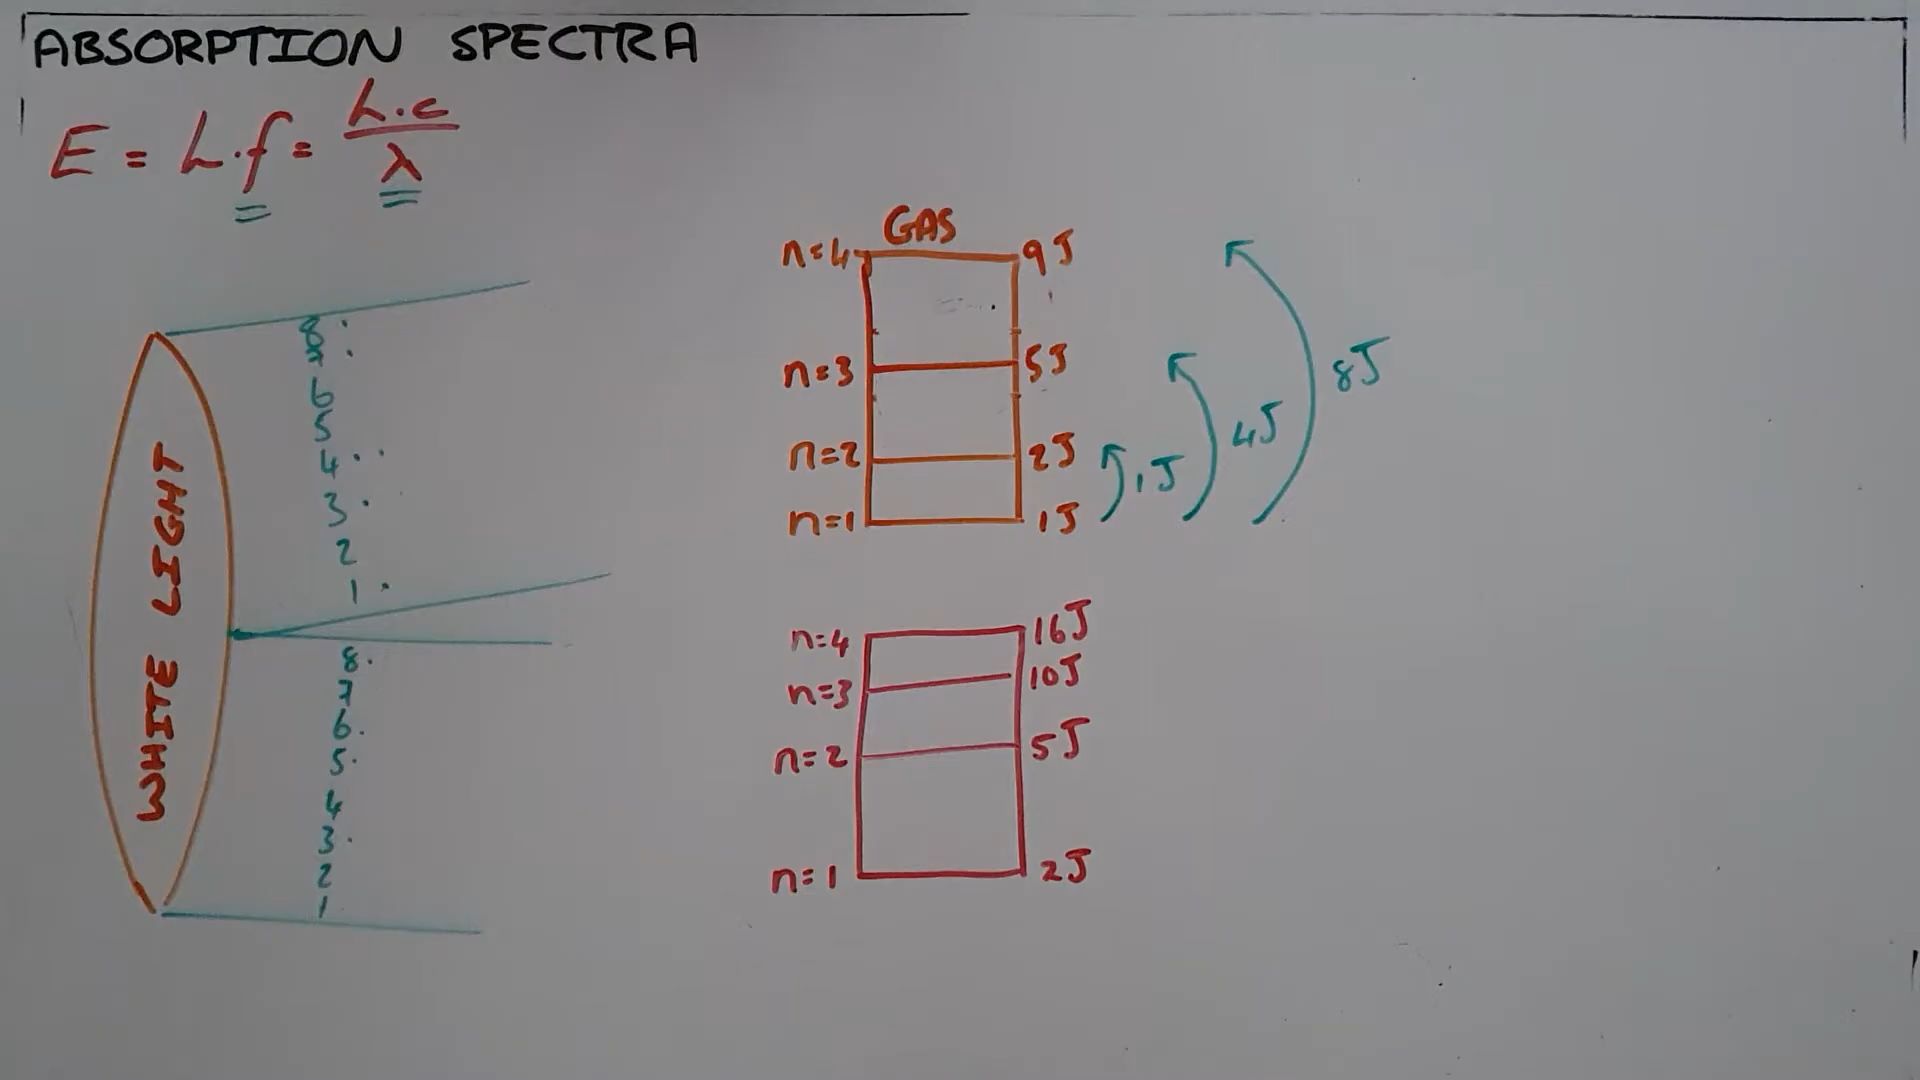 ABSORPTION SPECTRA
E = h.f = h.c / λ
WHITE LIGHT
8
7
6
5
4
3
2
1
8
7
6
5
4
3
2
1
GAS
n=4 9J
n=3 5J
n=2 2J
n=1 1J
1J
4J
8J
n=4 16J
n=3 10J
n=2 5J
n=1 2J